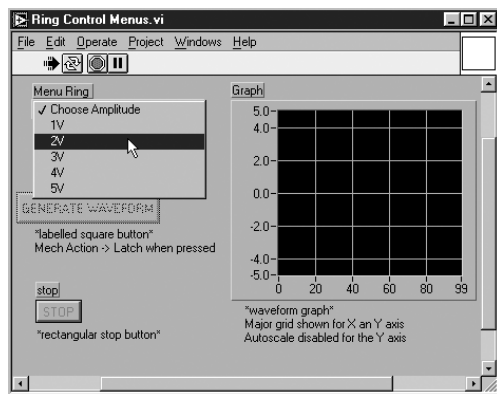 Ring Control Menus.vi
File Edit Operate Project Windows Help
Menu Ring
✓ Choose Amplitude
1V
2V
3V
4V
5V
GENERATE WAVEFORM
*labelled square button*
Mech Action -> Latch when pressed
stop
STOP
*rectangular stop button*
Graph
5.0
4.0
2.0
0.0
-2.0
-4.0
-5.0
0 20 40 60 80 99
*waveform graph*
Major grid shown for X an Y axis
Autoscale disabled for the Y axis